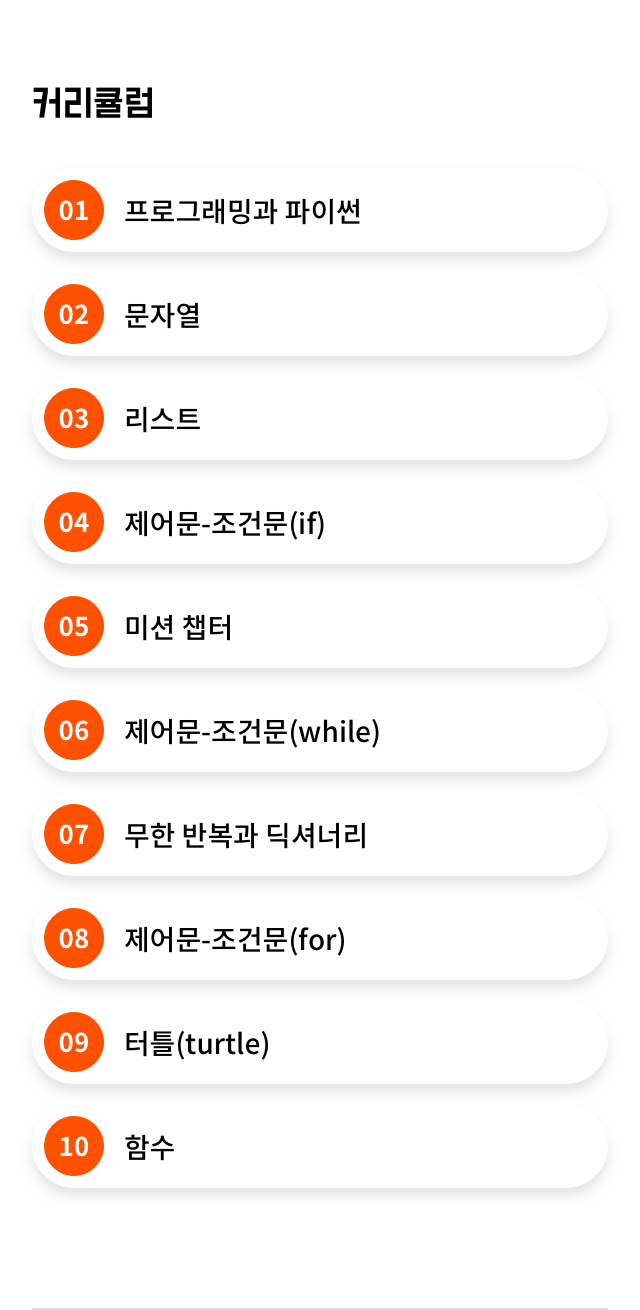 커리큘럼
01 프로그래밍과 파이썬
02 문자열
03 리스트
04 제어문-조건문(if)
05 미션 챕터
06 제어문-조건문(while)
07 무한 반복과 딕셔너리
08 제어문-조건문(for)
09 터틀(turtle)
10 함수